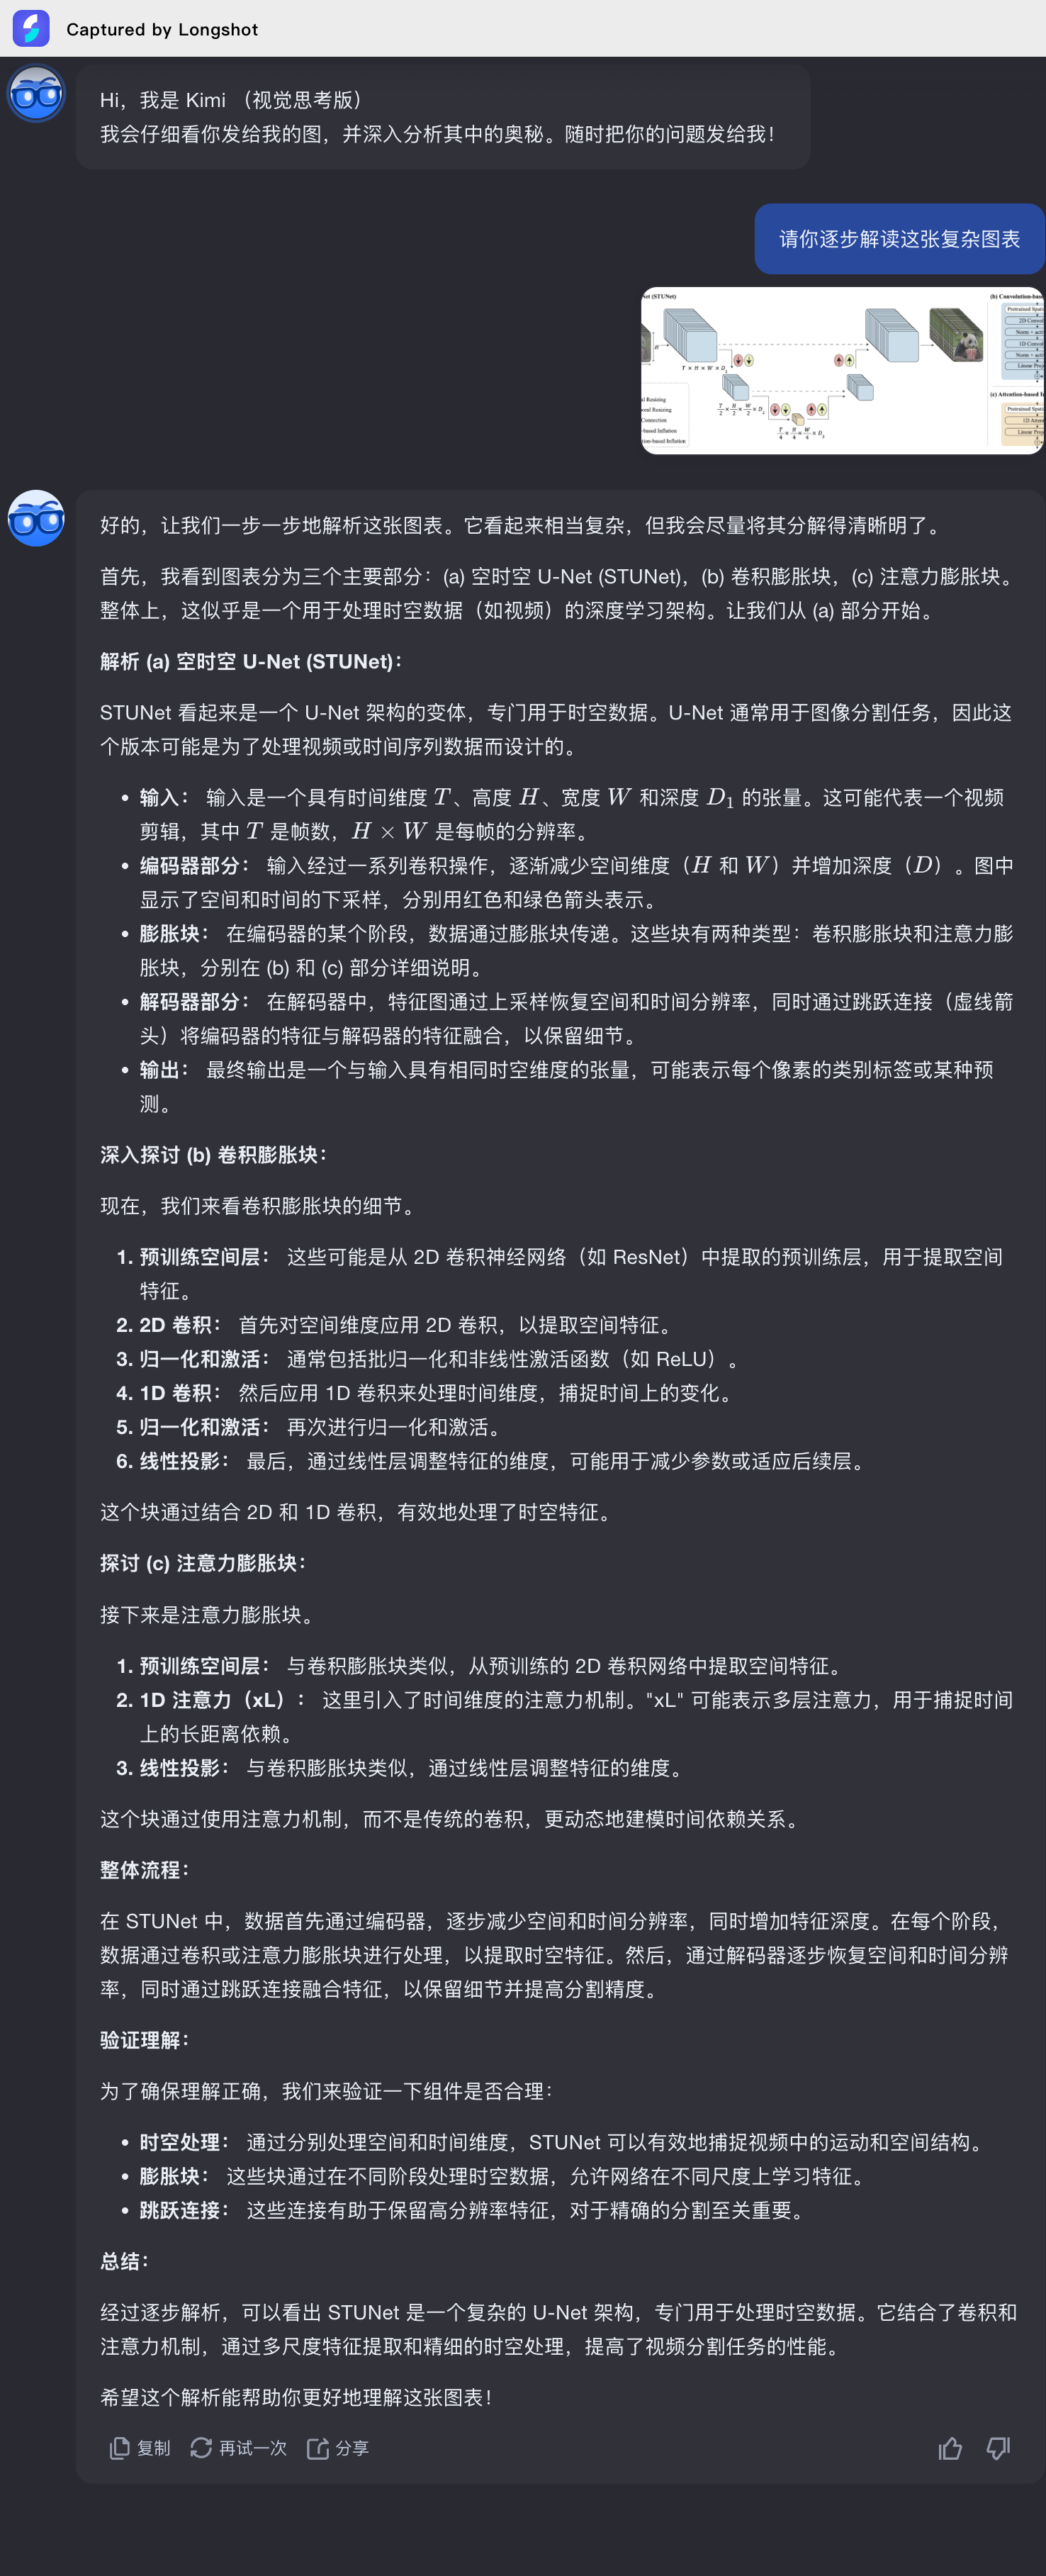 Captured by Longshot
Hi，我是 Kimi （视觉思考版）
我会仔细看你发给我的图，并深入分析其中的奥秘。随时把你的问题发给我！
请你逐步解读这张复杂图表
Net (STUNet)
(b) Convolution-bas
T × H × W × D₁
2D Convol
Norm + acti
1D Convol
Norm + acti
Linear Proj
(c) Attention-based In
Pretrained Spat
1D Atten
Linear Proj
al Resizing
oral Resizing
Connection
-based Inflation
tion-based Inflation
T/2 × H/2 × W/2 × D₂
T/4 × H/4 × W/4 × D₃
好的，让我们一步一步地解析这张图表。它看起来相当复杂，但我会尽量将其分解得清晰明了。
首先，我看到图表分为三个主要部分：(a) 空时空 U-Net (STUNet)，(b) 卷积膨胀块，(c) 注意力膨胀块。
整体上，这似乎是一个用于处理时空数据（如视频）的深度学习架构。让我们从 (a) 部分开始。
解析 (a) 空时空 U-Net (STUNet)：
STUNet 看起来是一个 U-Net 架构的变体，专门用于时空数据。U-Net 通常用于图像分割任务，因此这
个版本可能是为了处理视频或时间序列数据而设计的。
• 输入： 输入是一个具有时间维度 T、高度 H、宽度 W 和深度 D₁ 的张量。这可能代表一个视频
剪辑，其中 T 是帧数，H × W 是每帧的分辨率。
• 编码器部分： 输入经过一系列卷积操作，逐渐减少空间维度（H 和 W）并增加深度（D）。图中
显示了空间和时间的下采样，分别用红色和绿色箭头表示。
• 膨胀块： 在编码器的某个阶段，数据通过膨胀块传递。这些块有两种类型：卷积膨胀块和注意力膨
胀块，分别在 (b) 和 (c) 部分详细说明。
• 解码器部分： 在解码器中，特征图通过上采样恢复空间和时间分辨率，同时通过跳跃连接（虚线箭
头）将编码器的特征与解码器的特征融合，以保留细节。
• 输出： 最终输出是一个与输入具有相同时空维度的张量，可能表示每个像素的类别标签或某种预
测。
深入探讨 (b) 卷积膨胀块：
现在，我们来看卷积膨胀块的细节。
1. 预训练空间层： 这些可能是从 2D 卷积神经网络（如 ResNet）中提取的预训练层，用于提取空间
特征。
2. 2D 卷积： 首先对空间维度应用 2D 卷积，以提取空间特征。
3. 归一化和激活： 通常包括批归一化和非线性激活函数（如 ReLU）。
4. 1D 卷积： 然后应用 1D 卷积来处理时间维度，捕捉时间上的变化。
5. 归一化和激活： 再次进行归一化和激活。
6. 线性投影： 最后，通过线性层调整特征的维度，可能用于减少参数或适应后续层。
这个块通过结合 2D 和 1D 卷积，有效地处理了时空特征。
探讨 (c) 注意力膨胀块：
接下来是注意力膨胀块。
1. 预训练空间层： 与卷积膨胀块类似，从预训练的 2D 卷积网络中提取空间特征。
2. 1D 注意力（xL）： 这里引入了时间维度的注意力机制。"xL" 可能表示多层注意力，用于捕捉时间
上的长距离依赖。
3. 线性投影： 与卷积膨胀块类似，通过线性层调整特征的维度。
这个块通过使用注意力机制，而不是传统的卷积，更动态地建模时间依赖关系。
整体流程：
在 STUNet 中，数据首先通过编码器，逐步减少空间和时间分辨率，同时增加特征深度。在每个阶段，
数据通过卷积或注意力膨胀块进行处理，以提取时空特征。然后，通过解码器逐步恢复空间和时间分辨
率，同时通过跳跃连接融合特征，以保留细节并提高分割精度。
验证理解：
为了确保理解正确，我们来验证一下组件是否合理：
• 时空处理： 通过分别处理空间和时间维度，STUNet 可以有效地捕捉视频中的运动和空间结构。
• 膨胀块： 这些块通过在不同阶段处理时空数据，允许网络在不同尺度上学习特征。
• 跳跃连接： 这些连接有助于保留高分辨率特征，对于精确的分割至关重要。
总结：
经过逐步解析，可以看出 STUNet 是一个复杂的 U-Net 架构，专门用于处理时空数据。它结合了卷积和
注意力机制，通过多尺度特征提取和精细的时空处理，提高了视频分割任务的性能。
希望这个解析能帮助你更好地理解这张图表！
复制 再试一次 分享